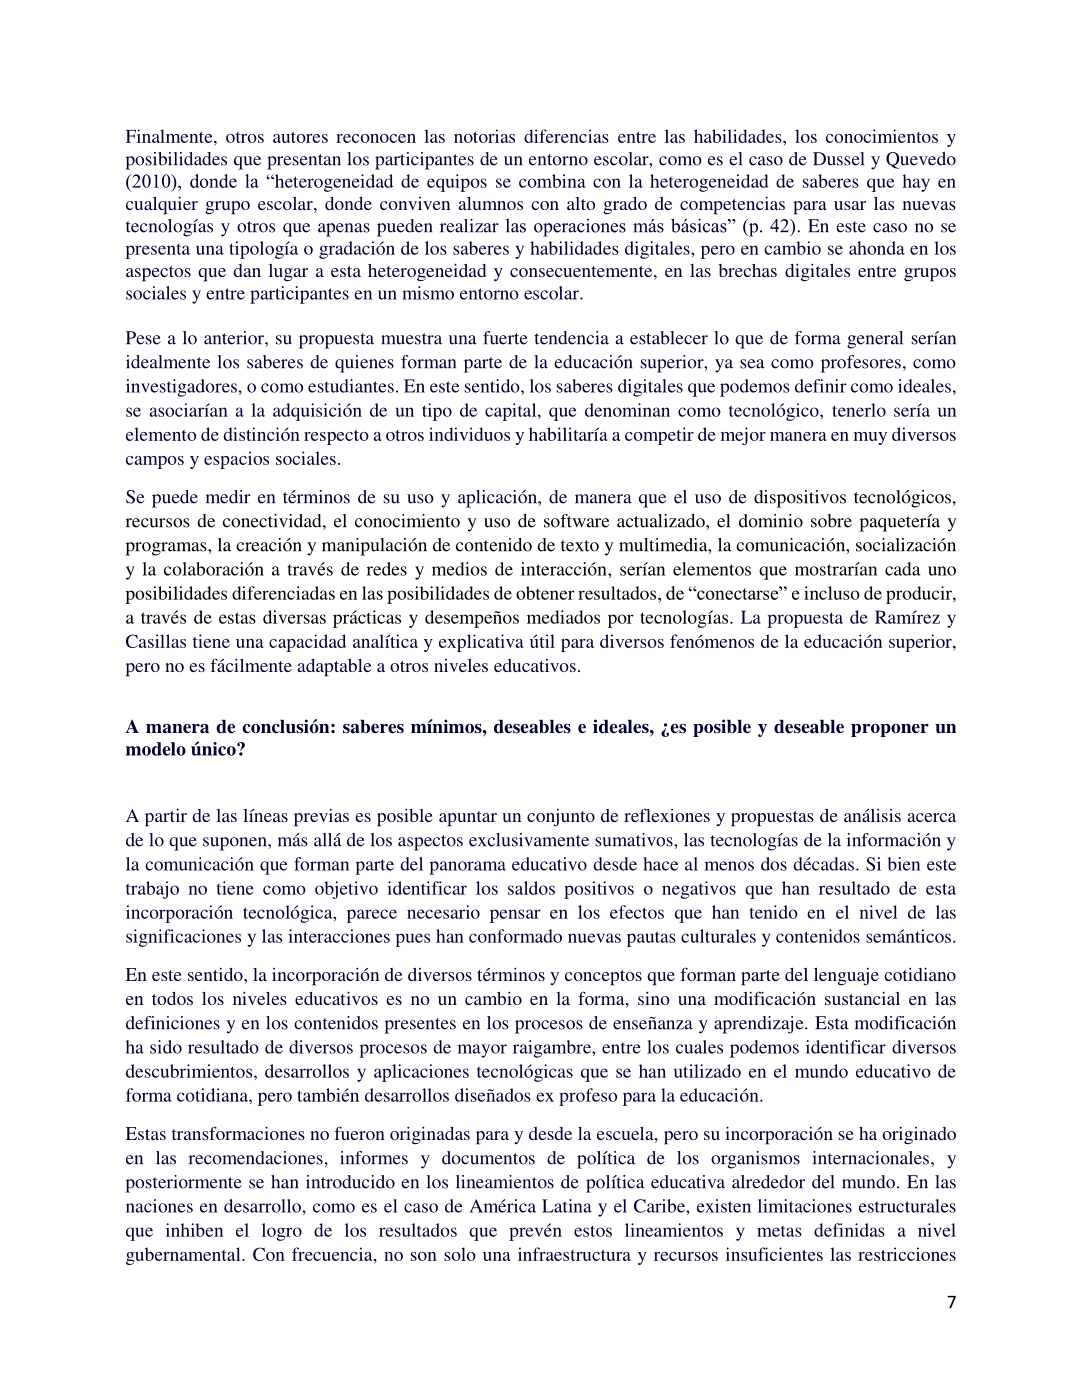 Finalmente, otros autores reconocen las notorias diferencias entre las habilidades, los conocimientos y
posibilidades que presentan los participantes de un entorno escolar, como es el caso de Dussel y Quevedo
(2010), donde la “heterogeneidad de equipos se combina con la heterogeneidad de saberes que hay en
cualquier grupo escolar, donde conviven alumnos con alto grado de competencias para usar las nuevas
tecnologías y otros que apenas pueden realizar las operaciones más básicas” (p. 42). En este caso no se
presenta una tipología o gradación de los saberes y habilidades digitales, pero en cambio se ahonda en los
aspectos que dan lugar a esta heterogeneidad y consecuentemente, en las brechas digitales entre grupos
sociales y entre participantes en un mismo entorno escolar.
Pese a lo anterior, su propuesta muestra una fuerte tendencia a establecer lo que de forma general serían
idealmente los saberes de quienes forman parte de la educación superior, ya sea como profesores, como
investigadores, o como estudiantes. En este sentido, los saberes digitales que podemos definir como ideales,
se asociarían a la adquisición de un tipo de capital, que denominan como tecnológico, tenerlo sería un
elemento de distinción respecto a otros individuos y habilitaría a competir de mejor manera en muy diversos
campos y espacios sociales.
Se puede medir en términos de su uso y aplicación, de manera que el uso de dispositivos tecnológicos,
recursos de conectividad, el conocimiento y uso de software actualizado, el dominio sobre paquetería y
programas, la creación y manipulación de contenido de texto y multimedia, la comunicación, socialización
y la colaboración a través de redes y medios de interacción, serían elementos que mostrarían cada uno
posibilidades diferenciadas en las posibilidades de obtener resultados, de “conectarse” e incluso de producir,
a través de estas diversas prácticas y desempeños mediados por tecnologías. La propuesta de Ramírez y
Casillas tiene una capacidad analítica y explicativa útil para diversos fenómenos de la educación superior,
pero no es fácilmente adaptable a otros niveles educativos.
A manera de conclusión: saberes mínimos, deseables e ideales, ¿es posible y deseable proponer un
modelo único?
A partir de las líneas previas es posible apuntar un conjunto de reflexiones y propuestas de análisis acerca
de lo que suponen, más allá de los aspectos exclusivamente sumativos, las tecnologías de la información y
la comunicación que forman parte del panorama educativo desde hace al menos dos décadas. Si bien este
trabajo no tiene como objetivo identificar los saldos positivos o negativos que han resultado de esta
incorporación tecnológica, parece necesario pensar en los efectos que han tenido en el nivel de las
significaciones y las interacciones pues han conformado nuevas pautas culturales y contenidos semánticos.
En este sentido, la incorporación de diversos términos y conceptos que forman parte del lenguaje cotidiano
en todos los niveles educativos es no un cambio en la forma, sino una modificación sustancial en las
definiciones y en los contenidos presentes en los procesos de enseñanza y aprendizaje. Esta modificación
ha sido resultado de diversos procesos de mayor raigambre, entre los cuales podemos identificar diversos
descubrimientos, desarrollos y aplicaciones tecnológicas que se han utilizado en el mundo educativo de
forma cotidiana, pero también desarrollos diseñados ex profeso para la educación.
Estas transformaciones no fueron originadas para y desde la escuela, pero su incorporación se ha originado
en las recomendaciones, informes y documentos de política de los organismos internacionales, y
posteriormente se han introducido en los lineamientos de política educativa alrededor del mundo. En las
naciones en desarrollo, como es el caso de América Latina y el Caribe, existen limitaciones estructurales
que inhiben el logro de los resultados que prevén estos lineamientos y metas definidas a nivel
gubernamental. Con frecuencia, no son solo una infraestructura y recursos insuficientes las restricciones
7